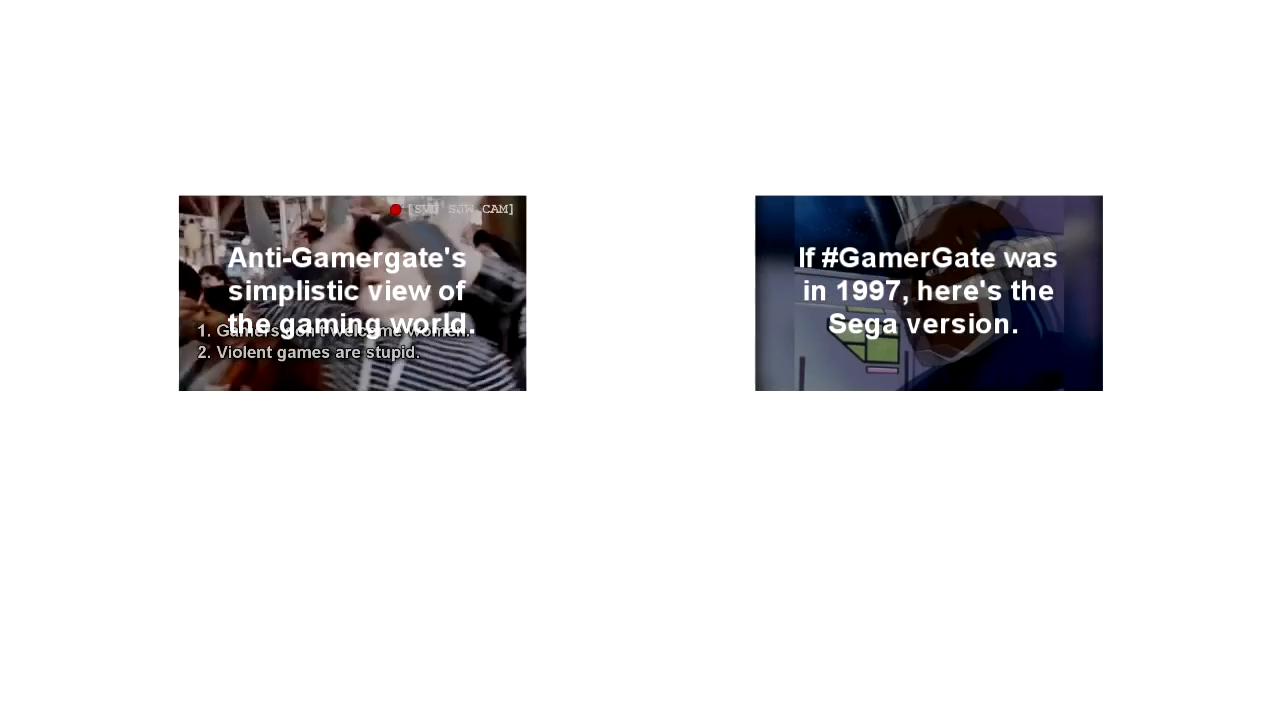 [SVU SJW CAM]
Anti-Gamergate's
simplistic view of
the gaming world.
1. Gamers don't welcome women.
2. Violent games are stupid.
If #GamerGate was
in 1997, here's the
Sega version.